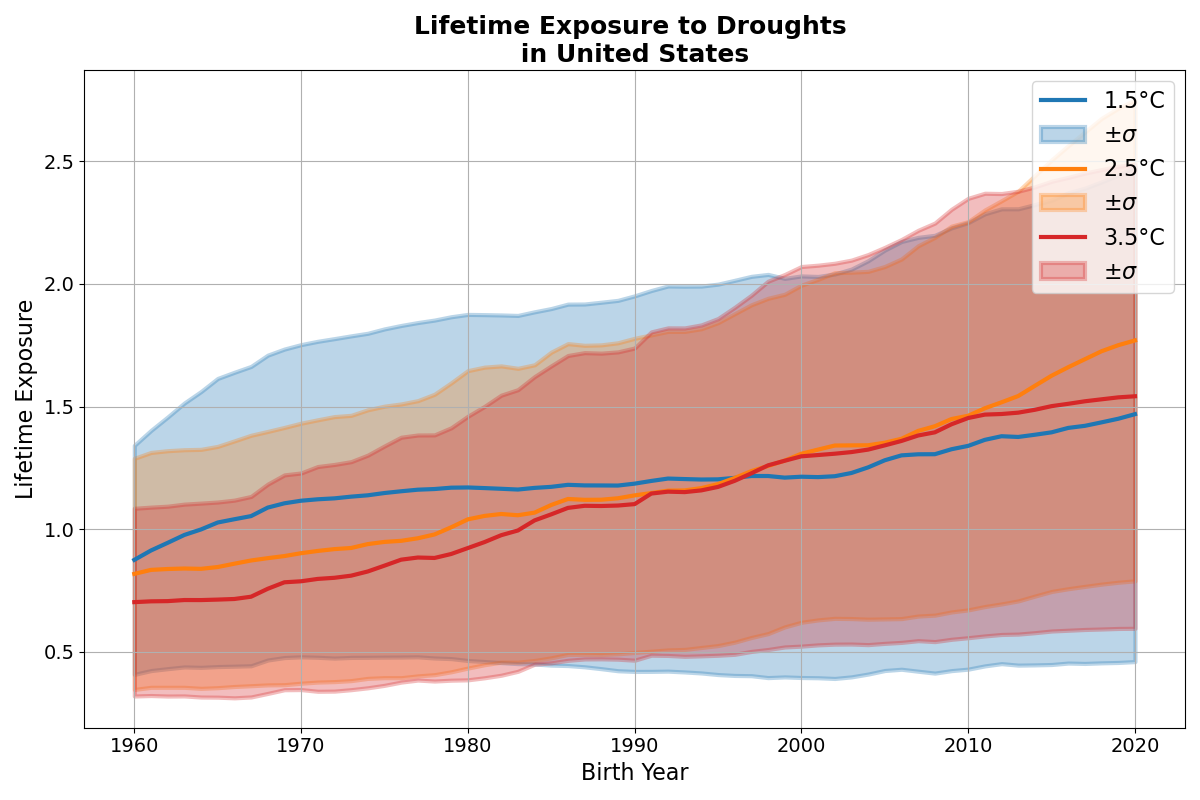 Lifetime Exposure to Droughts
in United States
Lifetime Exposure
2.5
2.0
1.5
1.0
0.5
1960 1970 1980 1990 2000 2010 2020
Birth Year
1.5°C
±σ
2.5°C
±σ
3.5°C
±σ